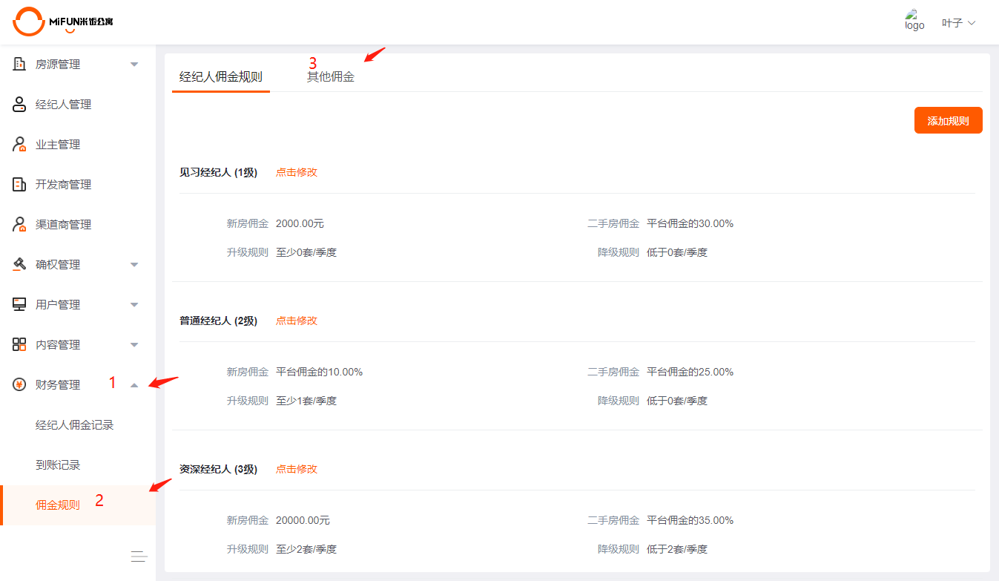 MiFUN米饭公寓
logo
叶子
房源管理
经纪人管理
业主管理
开发商管理
渠道商管理
确权管理
用户管理
内容管理
财务管理 1
经纪人佣金记录
到账记录
佣金规则 2
3
经纪人佣金规则 其他佣金
添加规则
见习经纪人 (1级) 点击修改
新房佣金 2000.00元 二手房佣金 平台佣金的30.00%
升级规则 至少0套/季度 降级规则 低于0套/季度
普通经纪人 (2级) 点击修改
新房佣金 平台佣金的10.00% 二手房佣金 平台佣金的25.00%
升级规则 至少1套/季度 降级规则 低于0套/季度
资深经纪人 (3级) 点击修改
新房佣金 20000.00元 二手房佣金 平台佣金的35.00%
升级规则 至少2套/季度 降级规则 低于2套/季度